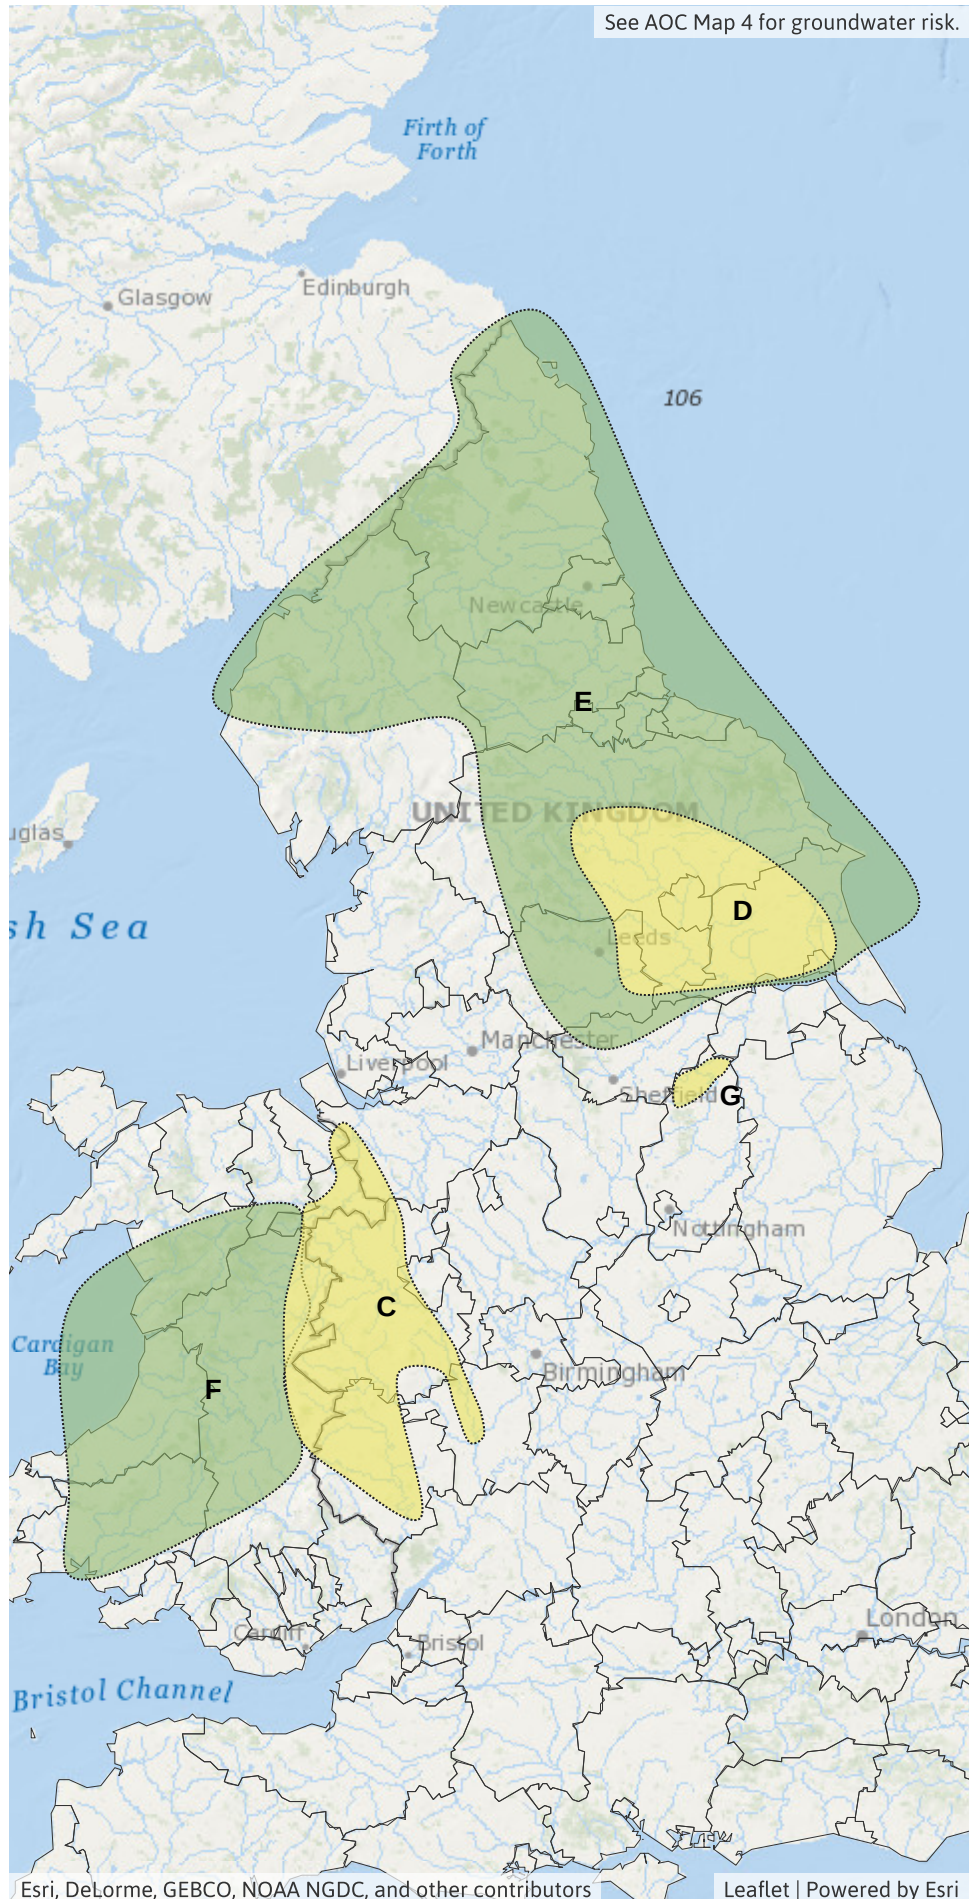 See AOC Map 4 for groundwater risk.
Firth of
Forth
Edinburgh
Glasgow
106
Newcastle
E
UNITED KINGDOM
uglas
D
sh Sea
Leeds
Manchester
Liverpool
Sheffield
G
Nottingham
C
Cardigan
Bay
Birmingham
F
London
Cardiff
Bristol
Bristol Channel
Esri, DeLorme, GEBCO, NOAA NGDC, and other contributors
Leaflet | Powered by Esri